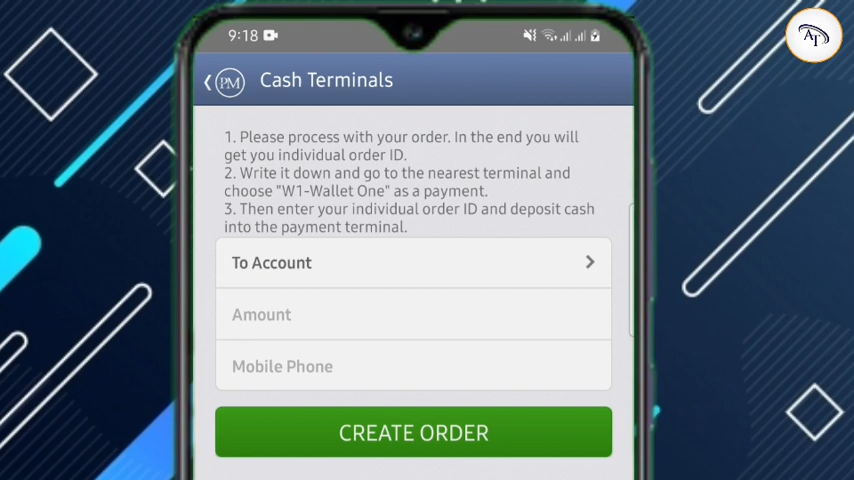 AT
9:18
PM
Cash Terminals
1. Please process with your order. In the end you will
get you individual order ID.
2. Write it down and go to the nearest terminal and
choose "W1-Wallet One" as a payment.
3. Then enter your individual order ID and deposit cash
into the payment terminal.
To Account
Amount
Mobile Phone
CREATE ORDER